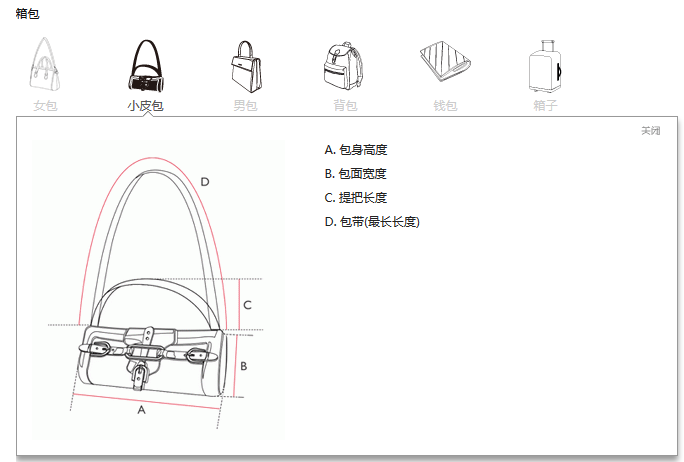 箱包
女包 小皮包 男包 背包 钱包 箱子
关闭
A. 包身高度
B. 包面宽度
C. 提把长度
D. 包带(最长长度)
D
C
B
A